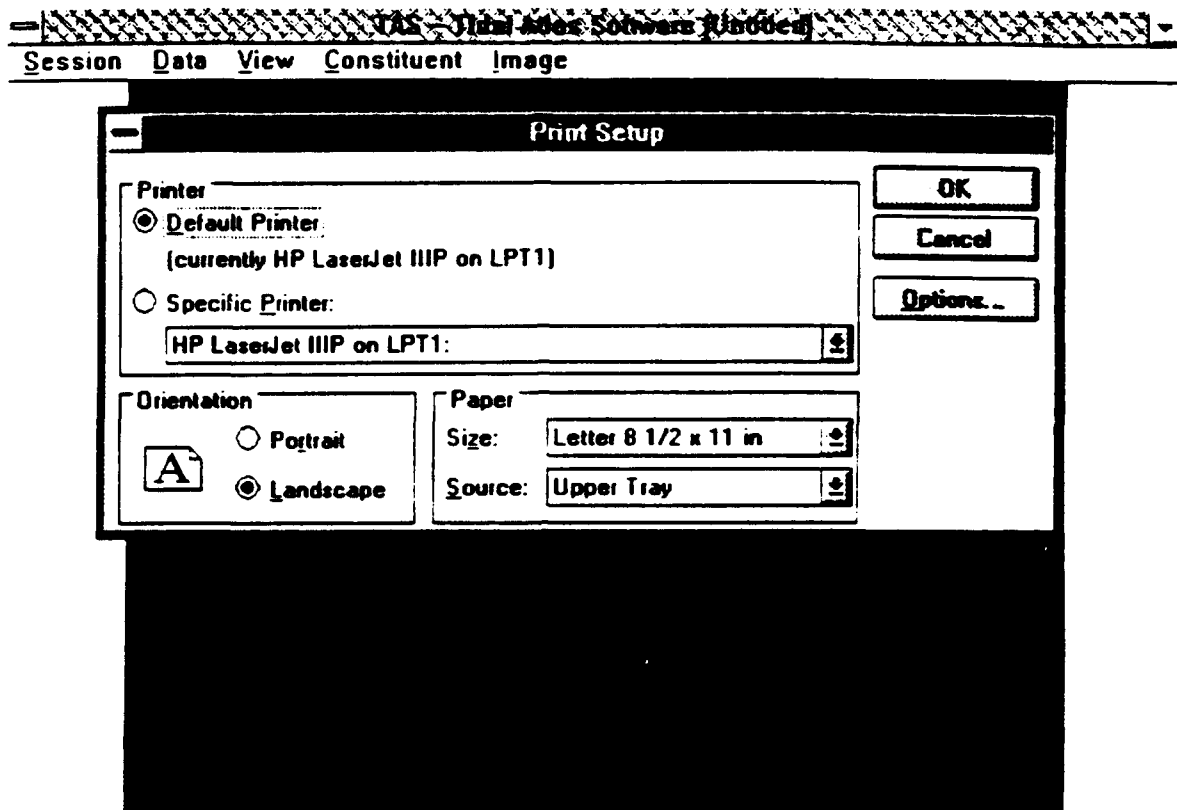 TAS - Tidal Atlas Software [Untitled]
Session Data View Constituent Image
Print Setup
Printer
Default Printer
(currently HP LaserJet IIIP on LPT1)
Specific Printer:
HP LaserJet IIIP on LPT1:
OK
Cancel
Options...
Orientation
A
Portrait
Landscape
Paper
Size: Letter 8 1/2 x 11 in
Source: Upper Tray